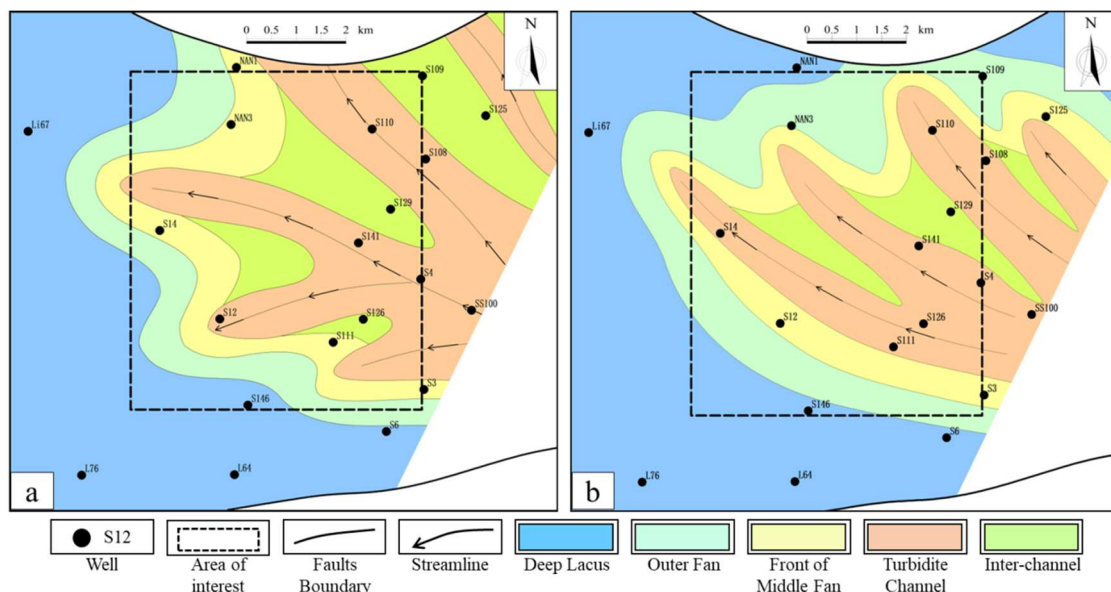 N
0 0.5 1 1.5 2 km
NAN1
S109
S125
Li67
NAN3
S110
S108
S129
S14
S141
S4
SS100
S12
S126
S111
S3
S146
S6
L76
L64
a
N
0 0.5 1 1.5 2 km
NAN1
S109
S125
Li67
NAN3
S110
S108
S129
S14
S141
S4
SS100
S12
S126
S111
S3
S146
S6
L76
L64
b
S12
Well
Area of
interest
Faults
Boundary
Streamline
Deep Lacus
Outer Fan
Front of
Middle Fan
Turbidite
Channel
Inter-channel